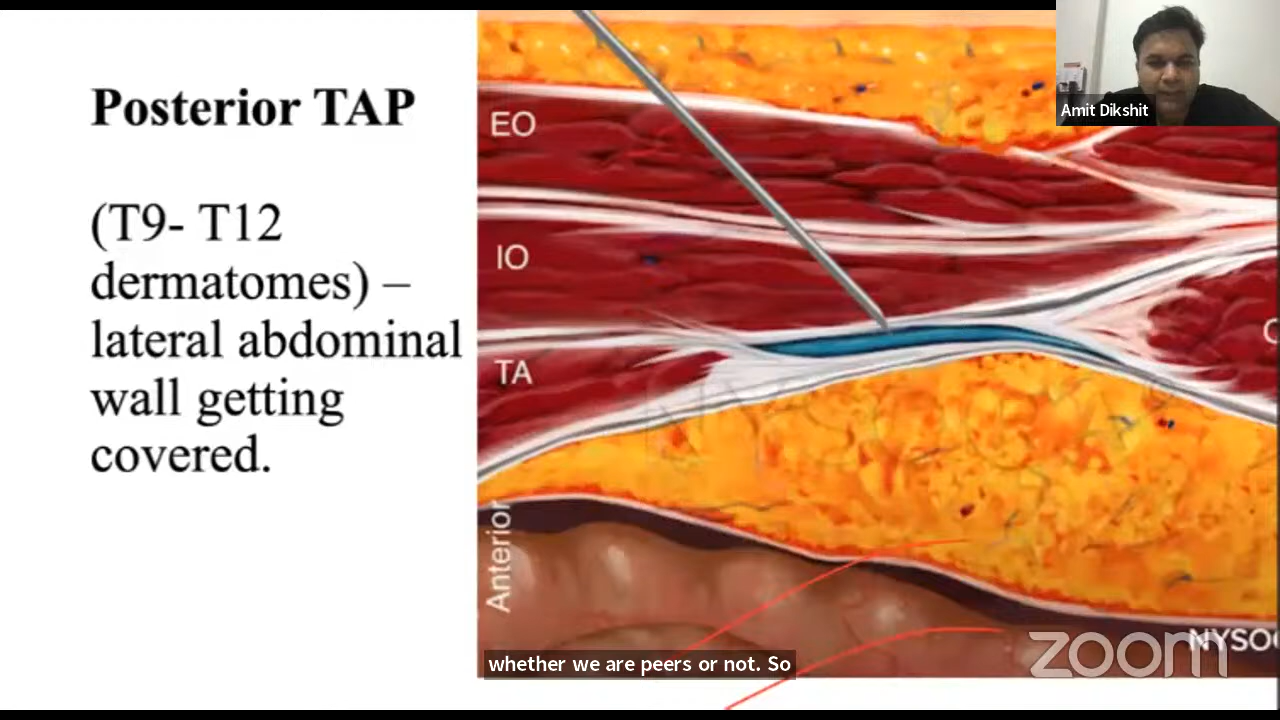 Posterior TAP
(T9- T12
dermatomes) –
lateral abdominal
wall getting
covered.
EO
IO
TA
Anterior
Amit Dikshit
whether we are peers or not. So
zoom